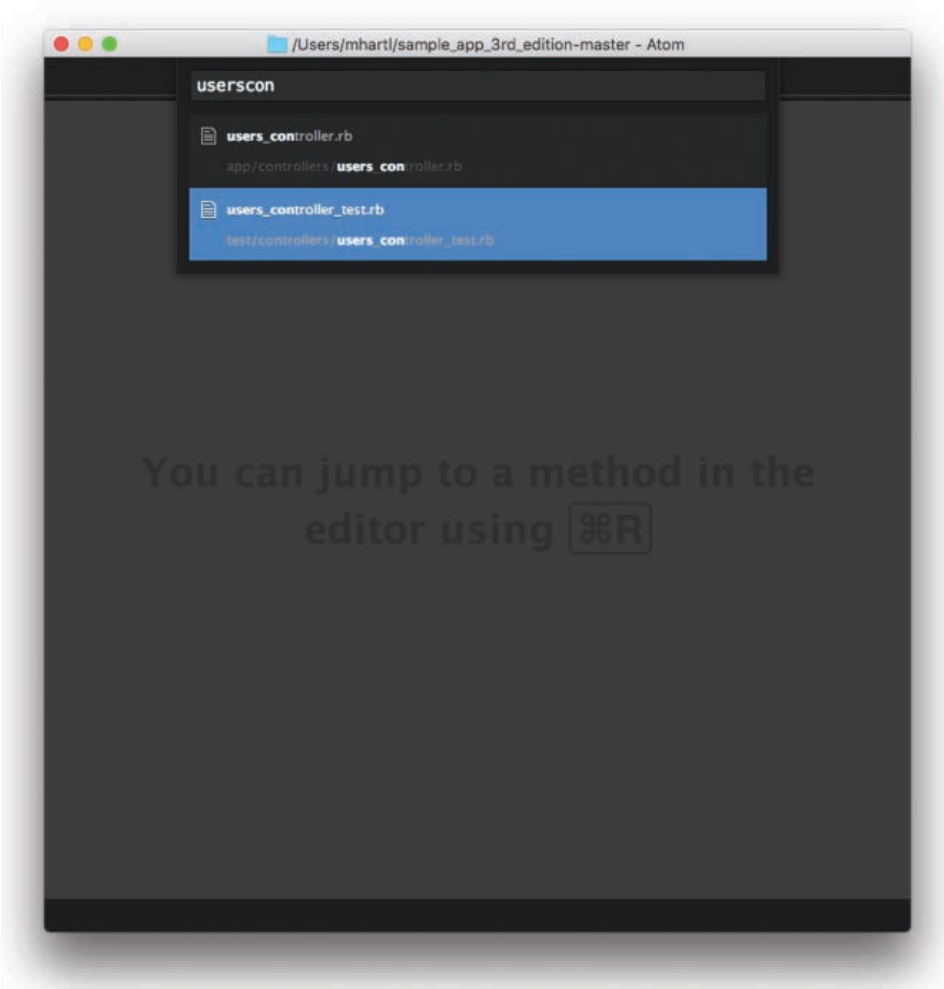 /Users/mhartl/sample_app_3rd_edition-master - Atom
userscon
users_controller.rb
app/controllers/users_controller.rb
users_controller_test.rb
test/controllers/users_controller_test.rb
You can jump to a method in the
editor using ⌘R